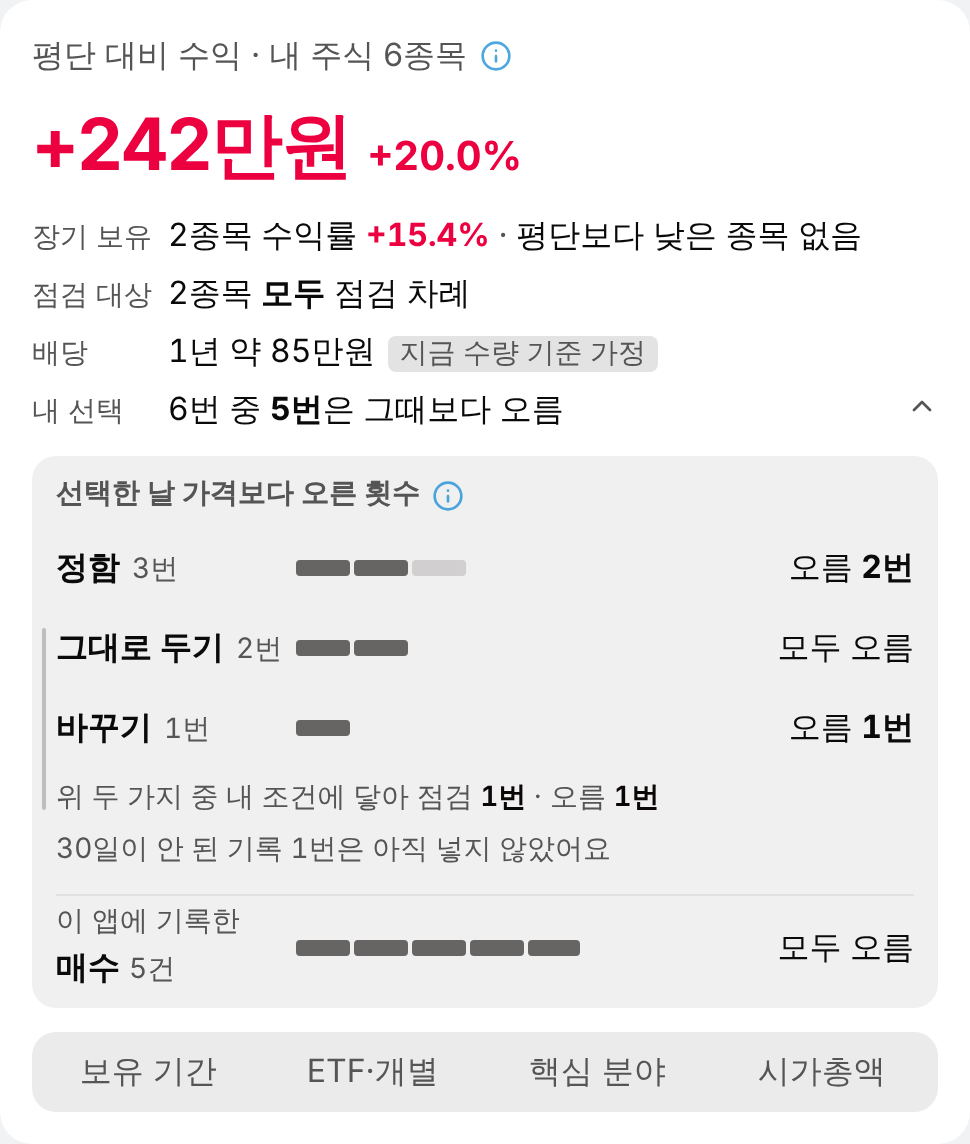 평단 대비 수익 · 내 주식 6종목
+242만원 +20.0%
장기 보유 2종목 수익률 +15.4% · 평단보다 낮은 종목 없음
점검 대상 2종목 모두 점검 차례
배당 1년 약 85만원 지금 수량 기준 가정
내 선택 6번 중 5번은 그때보다 오름
선택한 날 가격보다 오른 횟수
정함 3번 오름 2번
그대로 두기 2번 모두 오름
바꾸기 1번 오름 1번
위 두 가지 중 내 조건에 닿아 점검 1번 · 오름 1번
30일이 안 된 기록 1번은 아직 넣지 않았어요
이 앱에 기록한
매수 5건 모두 오름
보유 기간 ETF·개별 핵심 분야 시가총액